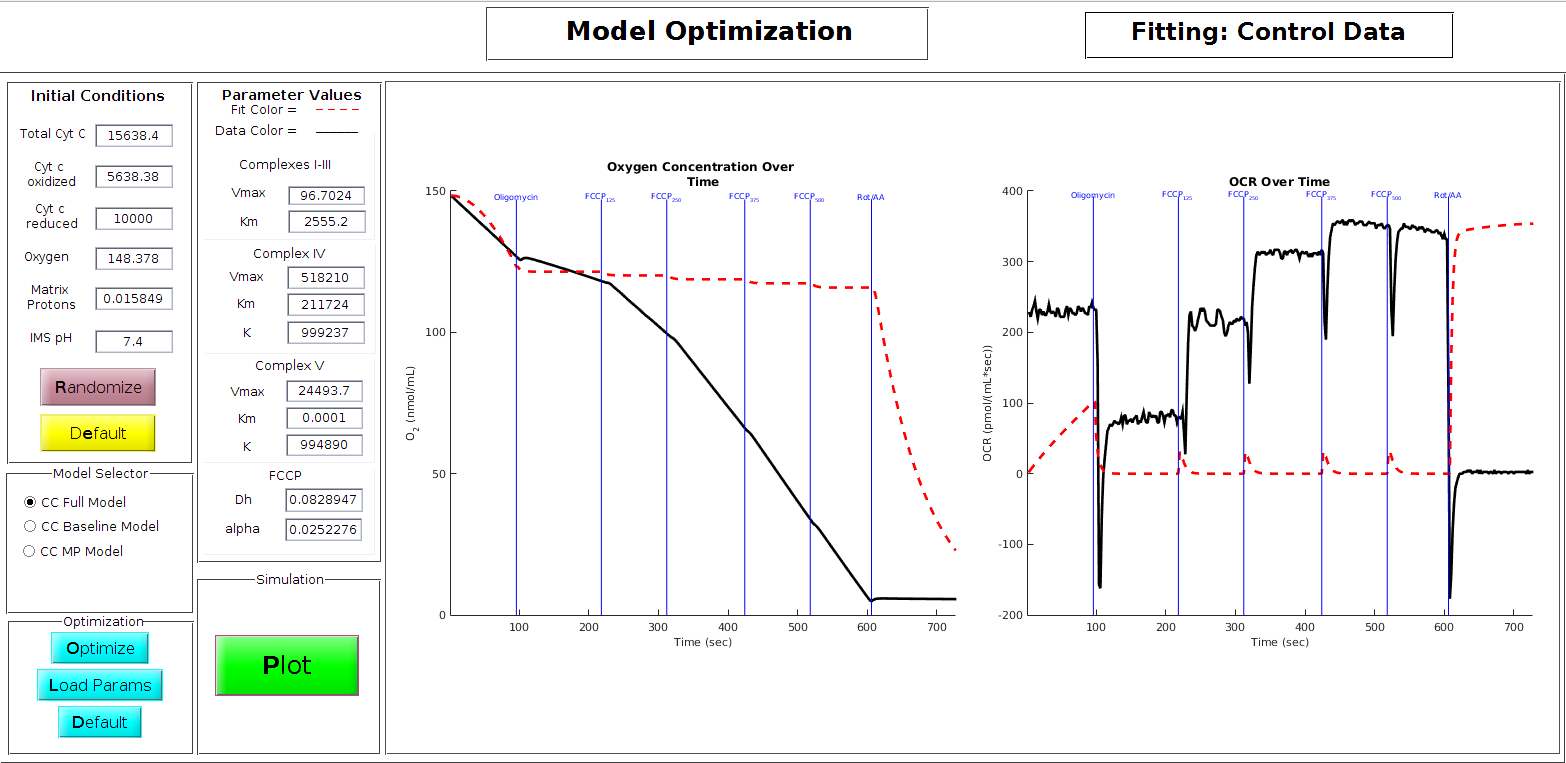 Model Optimization
Fitting: Control Data
Initial Conditions
Total Cyt C
15638.4
Cyt c
oxidized
5638.38
Cyt c
reduced
10000
Oxygen
148.378
Matrix
Protons
0.015849
IMS pH
7.4
Randomize
Default
Model Selector
CC Full Model
CC Baseline Model
CC MP Model
Optimization
Optimize
Load Params
Default
Parameter Values
Fit Color =
Data Color =
Complexes I-III
Vmax
96.7024
Km
2555.2
Complex IV
Vmax
518210
Km
211724
K
999237
Complex V
Vmax
24493.7
Km
0.0001
K
994890
FCCP
Dh
0.0828947
alpha
0.0252276
Simulation
Plot
Oxygen Concentration Over
Time
Oligomycin
FCCP125
FCCP250
FCCP375
FCCP500
Rot/AA
150
100
50
0
O2 (nmol/mL)
100
200
300
400
500
600
700
Time (sec)
OCR Over Time
Oligomycin
FCCP125
FCCP250
FCCP375
FCCP500
Rot/AA
400
300
200
100
0
-100
-200
OCR (pmol/(mL*sec))
100
200
300
400
500
600
700
Time (sec)